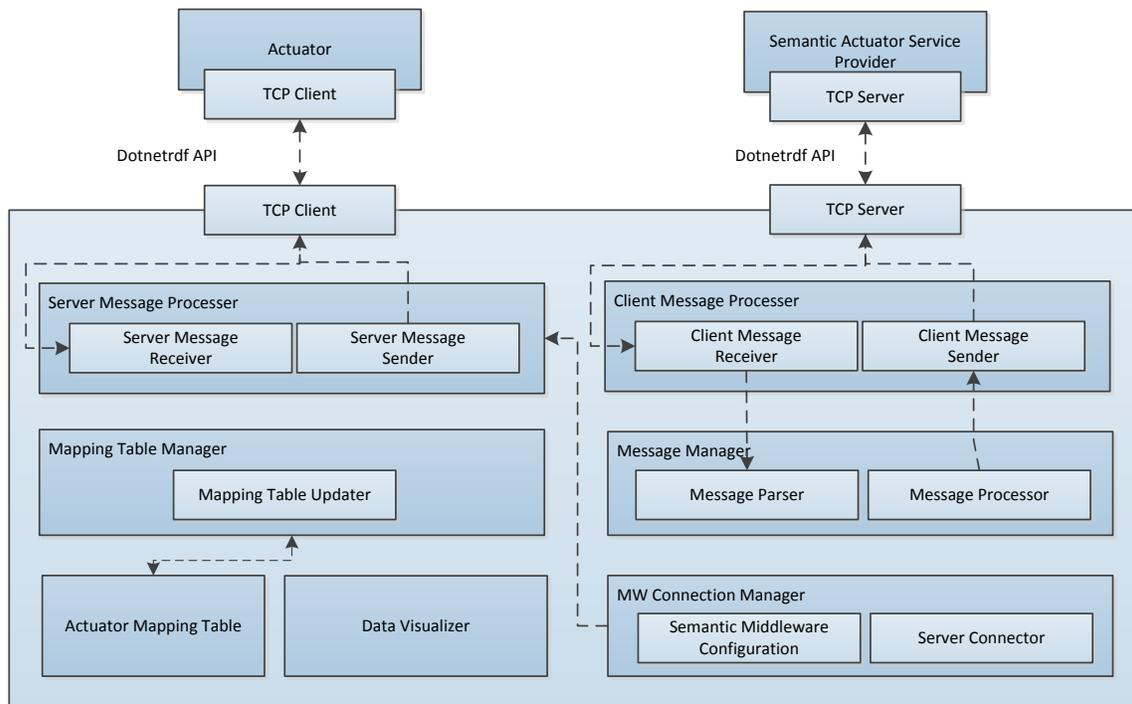 Actuator
TCP Client
Dotnetrdf API
TCP Client
Semantic Actuator Service
Provider
TCP Server
Dotnetrdf API
TCP Server
Server Message Processer
Server Message
Receiver
Server Message
Sender
Client Message Processer
Client Message
Receiver
Client Message
Sender
Mapping Table Manager
Mapping Table Updater
Message Manager
Message Parser
Message Processor
Actuator Mapping Table
Data Visualizer
MW Connection Manager
Semantic Middleware
Configuration
Server Connector